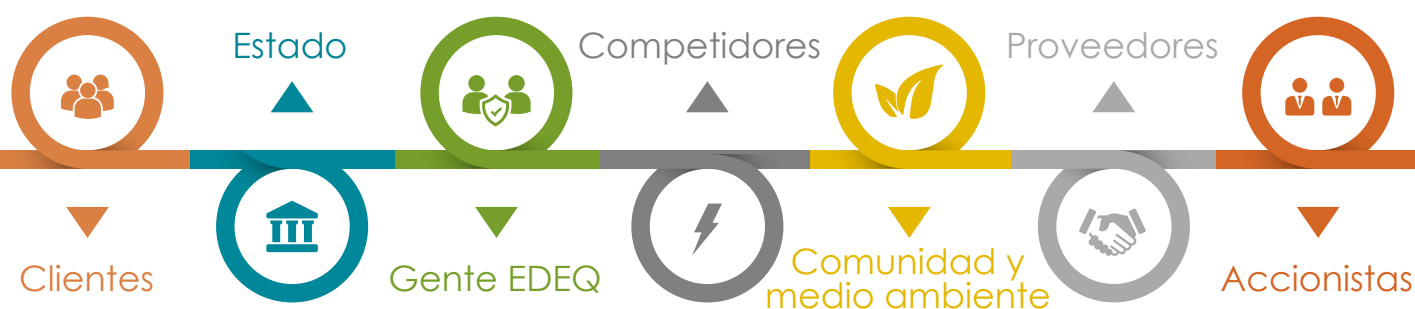 Clientes
Estado
Gente EDEQ
Competidores
Comunidad y
medio ambiente
Proveedores
Accionistas